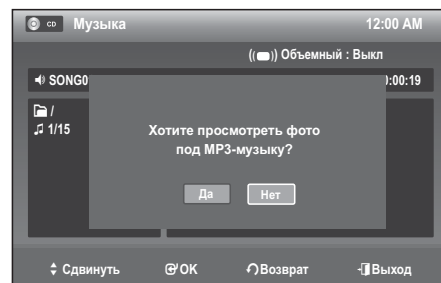 CD Музыка 12:00 AM
((  )) Объемный : Выкл
SONG0 0:00:19
/
1/15
Хотите просмотреть фото
под MP3-музыку?
Да Нет
Сдвинуть OK Возврат Выход